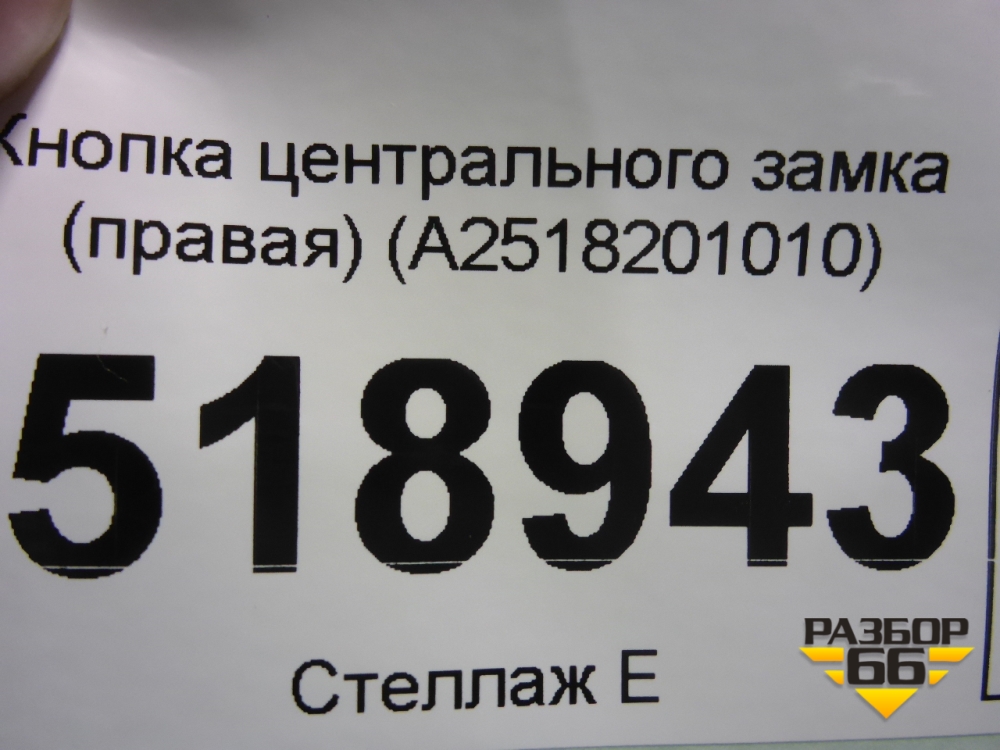 Кнопка центрального замка
(правая) (A2518201010)
518943
Стеллаж Е
РАЗБОР
66